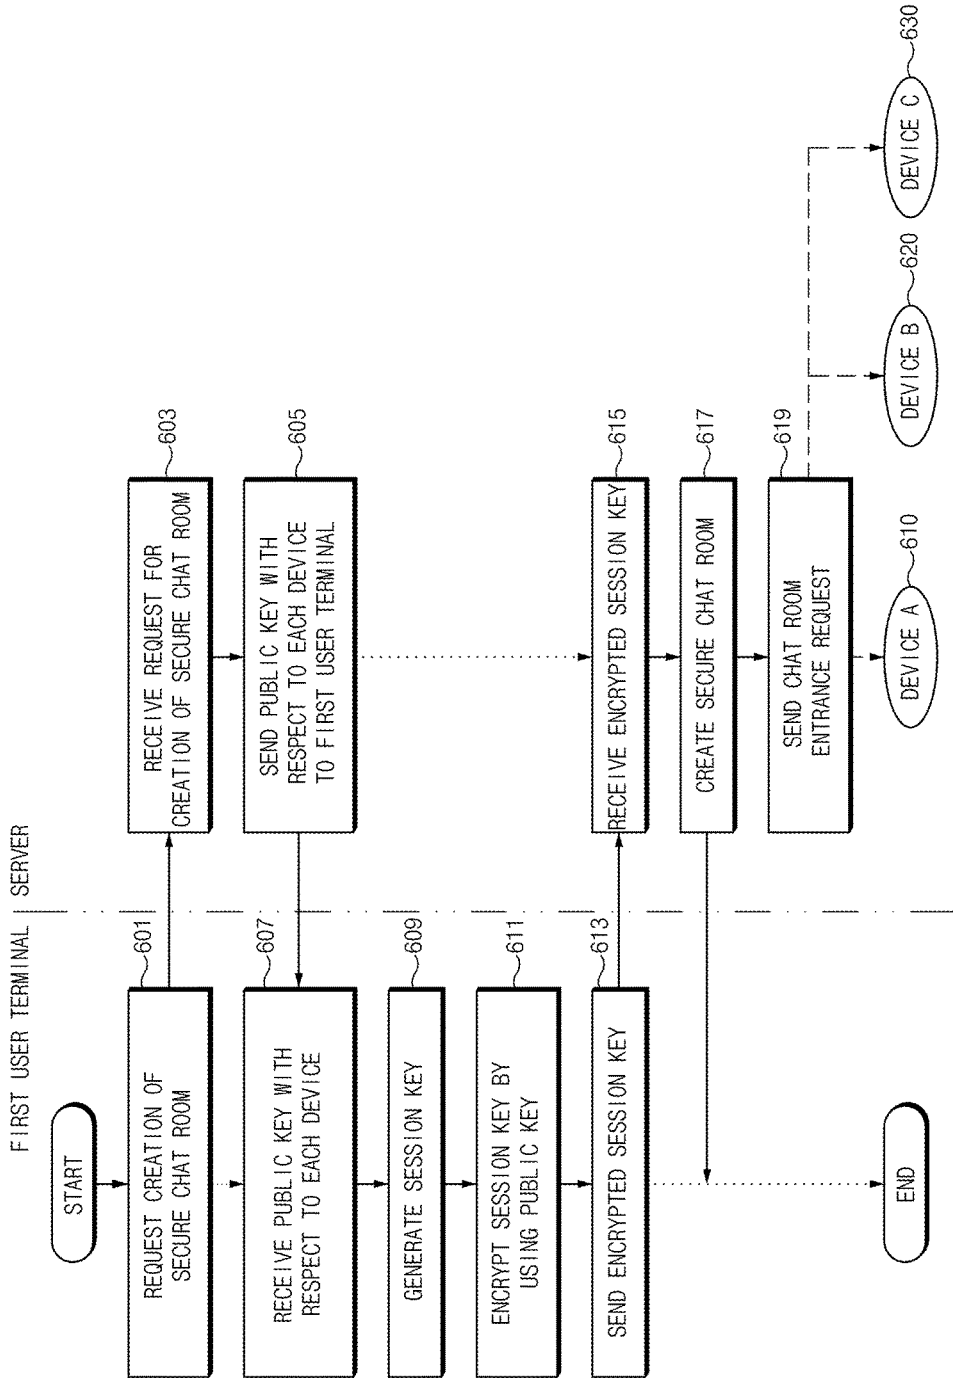 FIRST USER TERMINAL
SERVER
START
REQUEST CREATION OF
SECURE CHAT ROOM
601
RECEIVE REQUEST FOR
CREATION OF SECURE CHAT ROOM
603
SEND PUBLIC KEY WITH
RESPECT TO EACH DEVICE
TO FIRST USER TERMINAL
605
RECEIVE PUBLIC KEY WITH
RESPECT TO EACH DEVICE
607
GENERATE SESSION KEY
609
ENCRYPT SESSION KEY BY
USING PUBLIC KEY
611
SEND ENCRYPTED SESSION KEY
613
RECEIVE ENCRYPTED SESSION KEY
615
CREATE SECURE CHAT ROOM
617
SEND CHAT ROOM
ENTRANCE REQUEST
619
END
DEVICE A
610
DEVICE B
620
DEVICE C
630